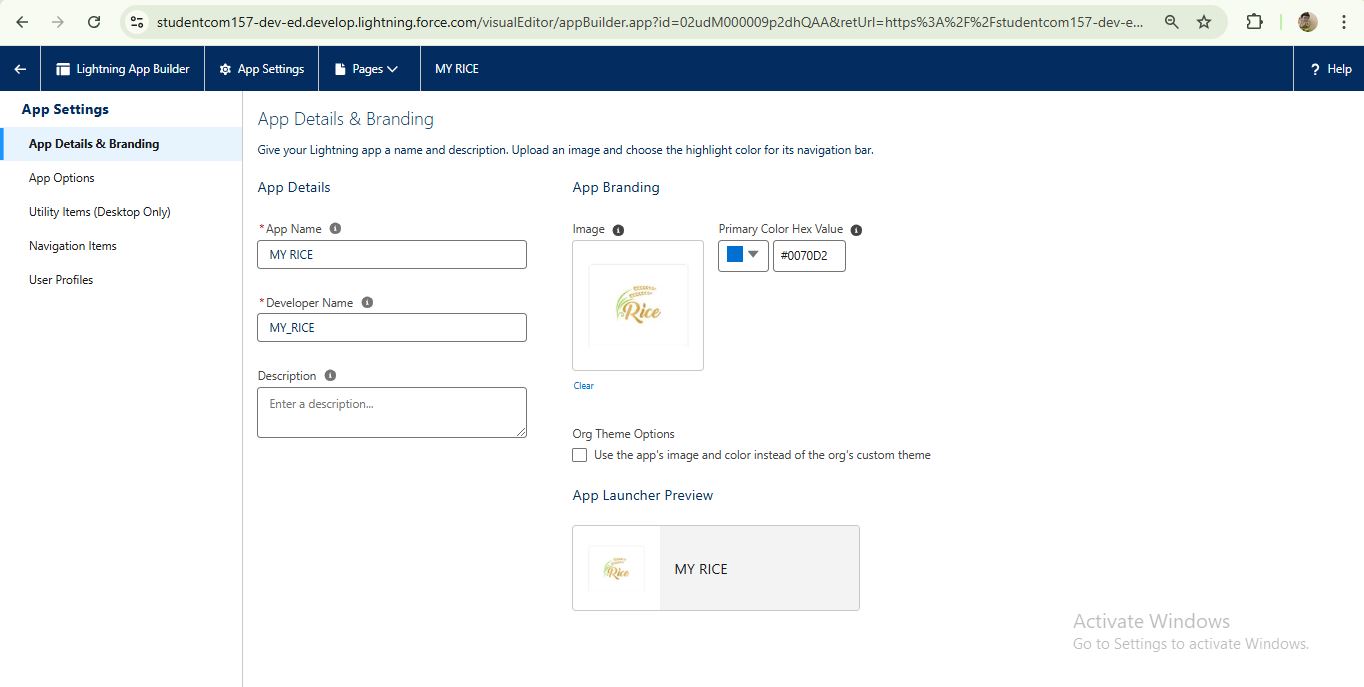 studentcom157-dev-ed.develop.lightning.force.com/visualEditor/appBuilder.app?id=02udM000009p2dhQAA&retUrl=https%3A%2F%2Fstudentcom157-dev-e...
Lightning App Builder App Settings Pages MY RICE ? Help
App Settings
App Details & Branding
App Options
Utility Items (Desktop Only)
Navigation Items
User Profiles
App Details & Branding
Give your Lightning app a name and description. Upload an image and choose the highlight color for its navigation bar.
App Details
*App Name
MY RICE
*Developer Name
MY_RICE
Description
Enter a description...
App Branding
Image
Rice
Clear
Primary Color Hex Value
#0070D2
Org Theme Options
Use the app's image and color instead of the org's custom theme
App Launcher Preview
Rice
MY RICE
Activate Windows
Go to Settings to activate Windows.